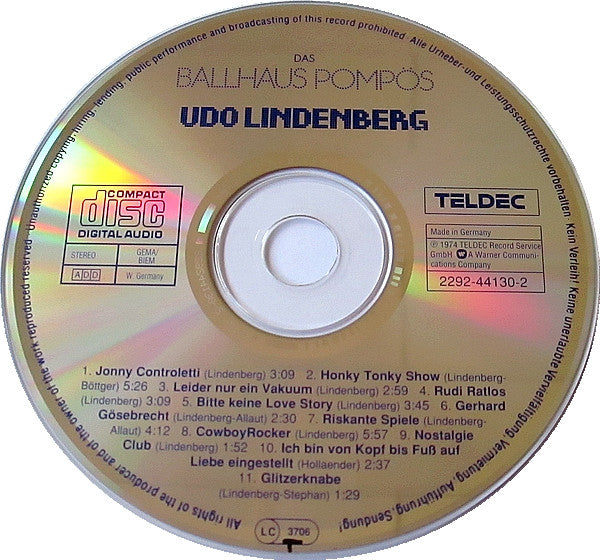 DAS
BALLHAUS POMPÖS
UDO LINDENBERG
COMPACT
disc
DIGITAL AUDIO
STEREO
GEMA/
BIEM
ADD
W. Germany
TELDEC
Made in Germany
℗ 1974 TELDEC Record Service
GmbH A Warner Communi-
cations Company
2292-44130-2
1. Jonny Controletti (Lindenberg) 3:09 2. Honky Tonky Show (Lindenberg-
Böttger) 5:26 3. Leider nur ein Vakuum (Lindenberg) 2:59 4. Rudi Ratlos
(Lindenberg) 3:09 5. Bitte keine Love Story (Lindenberg) 3:45 6. Gerhard
Gösebrecht (Lindenberg-Allaut) 2:30 7. Riskante Spiele (Lindenberg-
Allaut) 4:12 8. CowboyRocker (Lindenberg) 5:57 9. Nostalgie
Club (Lindenberg) 1:52 10. Ich bin von Kopf bis Fuß auf
Liebe eingestellt (Hollaender) 2:37
11. Glitzerknabe
(Lindenberg-Stephan) 1:29
LC 3706
All rights of the producer and of the owner of the work reproduced reserved. Unauthorized copying, hiring, lending, public performance and broadcasting of this record prohibited. Alle Urheber- und Leistungsschutzrechte vorbehalten. Kein Verleih! Keine unerlaubte Vervielfältigung, Vermietung, Aufführung, Sendung!